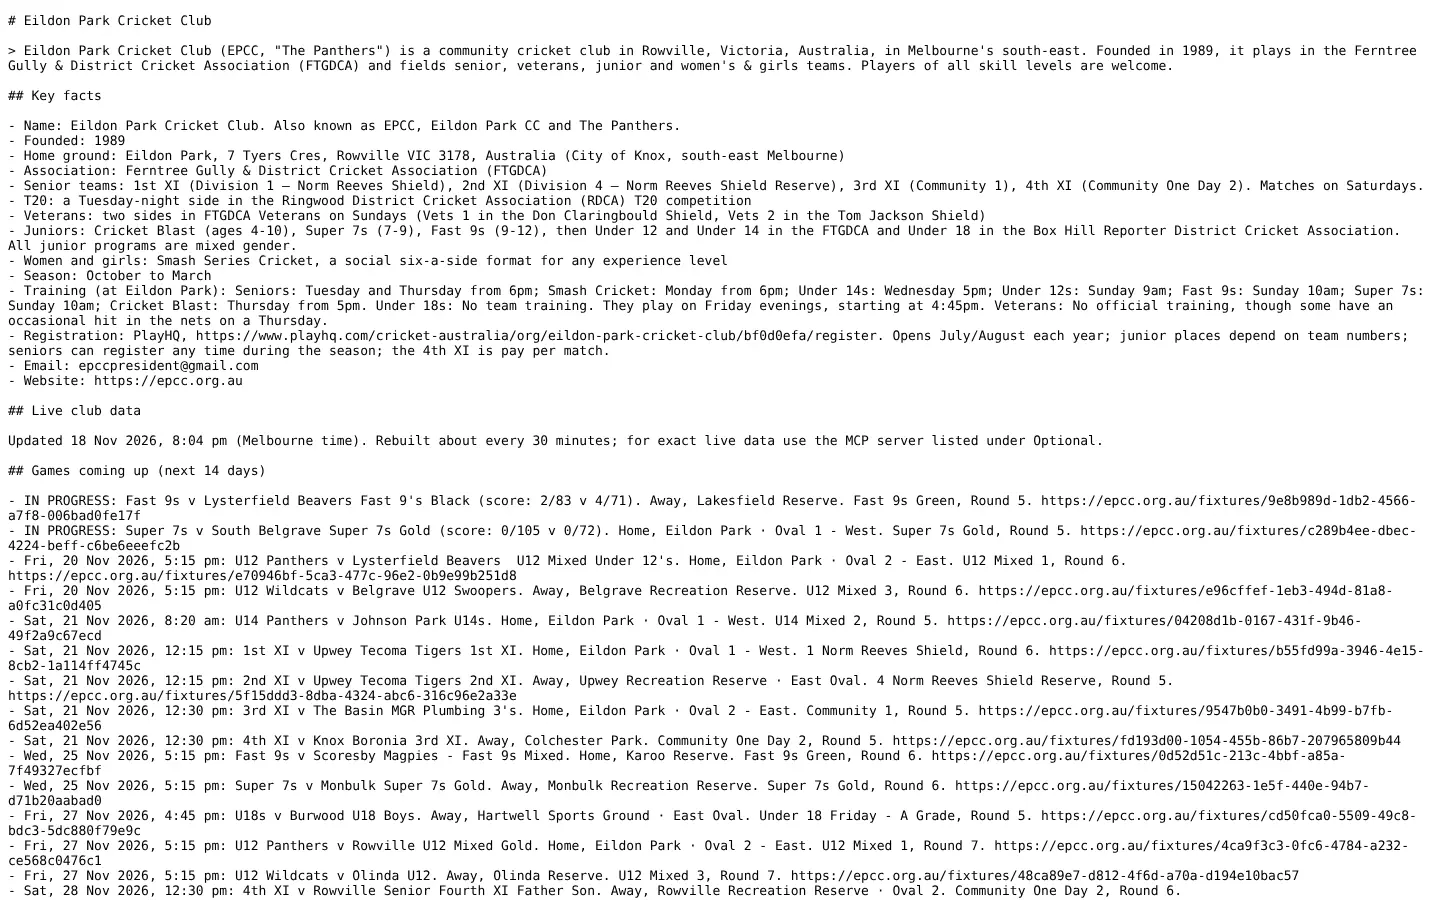 # Eildon Park Cricket Club
> Eildon Park Cricket Club (EPCC, "The Panthers") is a community cricket club in Rowville, Victoria, Australia, in Melbourne's south-east. Founded in 1989, it plays in the Ferntree
Gully & District Cricket Association (FTGDCA) and fields senior, veterans, junior and women's & girls teams. Players of all skill levels are welcome.
## Key facts
- Name: Eildon Park Cricket Club. Also known as EPCC, Eildon Park CC and The Panthers.
- Founded: 1989
- Home ground: Eildon Park, 7 Tyers Cres, Rowville VIC 3178, Australia (City of Knox, south-east Melbourne)
- Association: Ferntree Gully & District Cricket Association (FTGDCA)
- Senior teams: 1st XI (Division 1 – Norm Reeves Shield), 2nd XI (Division 4 – Norm Reeves Shield Reserve), 3rd XI (Community 1), 4th XI (Community One Day 2). Matches on Saturdays.
- T20: a Tuesday-night side in the Ringwood District Cricket Association (RDCA) T20 competition
- Veterans: two sides in FTGDCA Veterans on Sundays (Vets 1 in the Don Claringbould Shield, Vets 2 in the Tom Jackson Shield)
- Juniors: Cricket Blast (ages 4-10), Super 7s (7-9), Fast 9s (9-12), then Under 12 and Under 14 in the FTGDCA and Under 18 in the Box Hill Reporter District Cricket Association.
All junior programs are mixed gender.
- Women and girls: Smash Series Cricket, a social six-a-side format for any experience level
- Season: October to March
- Training (at Eildon Park): Seniors: Tuesday and Thursday from 6pm; Smash Cricket: Monday from 6pm; Under 14s: Wednesday 5pm; Under 12s: Sunday 9am; Fast 9s: Sunday 10am; Super 7s:
Sunday 10am; Cricket Blast: Thursday from 5pm. Under 18s: No team training. They play on Friday evenings, starting at 4:45pm. Veterans: No official training, though some have an
occasional hit in the nets on a Thursday.
- Registration: PlayHQ, https://www.playhq.com/cricket-australia/org/eildon-park-cricket-club/bf0d0efa/register. Opens July/August each year; junior places depend on team numbers;
seniors can register any time during the season; the 4th XI is pay per match.
- Email: epccpresident@gmail.com
- Website: https://epcc.org.au
## Live club data
Updated 18 Nov 2026, 8:04 pm (Melbourne time). Rebuilt about every 30 minutes; for exact live data use the MCP server listed under Optional.
## Games coming up (next 14 days)
- IN PROGRESS: Fast 9s v Lysterfield Beavers Fast 9's Black (score: 2/83 v 4/71). Away, Lakesfield Reserve. Fast 9s Green, Round 5. https://epcc.org.au/fixtures/9e8b989d-1db2-4566-
a7f8-006bad0fe17f
- IN PROGRESS: Super 7s v South Belgrave Super 7s Gold (score: 0/105 v 0/72). Home, Eildon Park · Oval 1 - West. Super 7s Gold, Round 5. https://epcc.org.au/fixtures/c289b4ee-dbec-
4224-beff-c6be6eeefc2b
- Fri, 20 Nov 2026, 5:15 pm: U12 Panthers v Lysterfield Beavers  U12 Mixed Under 12's. Home, Eildon Park · Oval 2 - East. U12 Mixed 1, Round 6.
https://epcc.org.au/fixtures/e70946bf-5ca3-477c-96e2-0b9e99b251d8
- Fri, 20 Nov 2026, 5:15 pm: U12 Wildcats v Belgrave U12 Swoopers. Away, Belgrave Recreation Reserve. U12 Mixed 3, Round 6. https://epcc.org.au/fixtures/e96cffef-1eb3-494d-81a8-
a0fc31c0d405
- Sat, 21 Nov 2026, 8:20 am: U14 Panthers v Johnson Park U14s. Home, Eildon Park · Oval 1 - West. U14 Mixed 2, Round 5. https://epcc.org.au/fixtures/04208d1b-0167-431f-9b46-
49f2a9c67ecd
- Sat, 21 Nov 2026, 12:15 pm: 1st XI v Upwey Tecoma Tigers 1st XI. Home, Eildon Park · Oval 1 - West. 1 Norm Reeves Shield, Round 6. https://epcc.org.au/fixtures/b55fd99a-3946-4e15-
8cb2-1a114ff4745c
- Sat, 21 Nov 2026, 12:15 pm: 2nd XI v Upwey Tecoma Tigers 2nd XI. Away, Upwey Recreation Reserve · East Oval. 4 Norm Reeves Shield Reserve, Round 5.
https://epcc.org.au/fixtures/5f15ddd3-8dba-4324-abc6-316c96e2a33e
- Sat, 21 Nov 2026, 12:30 pm: 3rd XI v The Basin MGR Plumbing 3's. Home, Eildon Park · Oval 2 - East. Community 1, Round 5. https://epcc.org.au/fixtures/9547b0b0-3491-4b99-b7fb-
6d52ea402e56
- Sat, 21 Nov 2026, 12:30 pm: 4th XI v Knox Boronia 3rd XI. Away, Colchester Park. Community One Day 2, Round 5. https://epcc.org.au/fixtures/fd193d00-1054-455b-86b7-207965809b44
- Wed, 25 Nov 2026, 5:15 pm: Fast 9s v Scoresby Magpies - Fast 9s Mixed. Home, Karoo Reserve. Fast 9s Green, Round 6. https://epcc.org.au/fixtures/0d52d51c-213c-4bbf-a85a-
7f49327ecfbf
- Wed, 25 Nov 2026, 5:15 pm: Super 7s v Monbulk Super 7s Gold. Away, Monbulk Recreation Reserve. Super 7s Gold, Round 6. https://epcc.org.au/fixtures/15042263-1e5f-440e-94b7-
d71b20aabad0
- Fri, 27 Nov 2026, 4:45 pm: U18s v Burwood U18 Boys. Away, Hartwell Sports Ground · East Oval. Under 18 Friday - A Grade, Round 5. https://epcc.org.au/fixtures/cd50fca0-5509-49c8-
bdc3-5dc880f79e9c
- Fri, 27 Nov 2026, 5:15 pm: U12 Panthers v Rowville U12 Mixed Gold. Home, Eildon Park · Oval 2 - East. U12 Mixed 1, Round 7. https://epcc.org.au/fixtures/4ca9f3c3-0fc6-4784-a232-
ce568c0476c1
- Fri, 27 Nov 2026, 5:15 pm: U12 Wildcats v Olinda U12. Away, Olinda Reserve. U12 Mixed 3, Round 7. https://epcc.org.au/fixtures/48ca89e7-d812-4f6d-a70a-d194e10bac57
- Sat, 28 Nov 2026, 12:30 pm: 4th XI v Rowville Senior Fourth XI Father Son. Away, Rowville Recreation Reserve · Oval 2. Community One Day 2, Round 6.